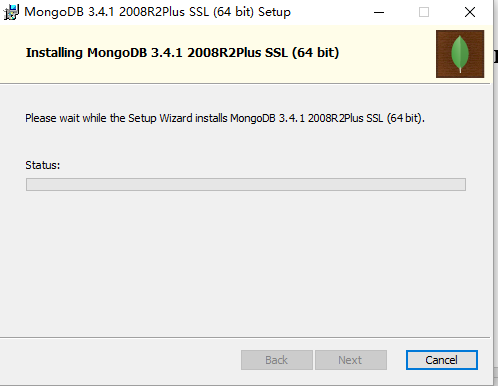 MongoDB 3.4.1 2008R2Plus SSL (64 bit) Setup
Installing MongoDB 3.4.1 2008R2Plus SSL (64 bit)
Please wait while the Setup Wizard installs MongoDB 3.4.1 2008R2Plus SSL (64 bit).
Status:
Back
Next
Cancel